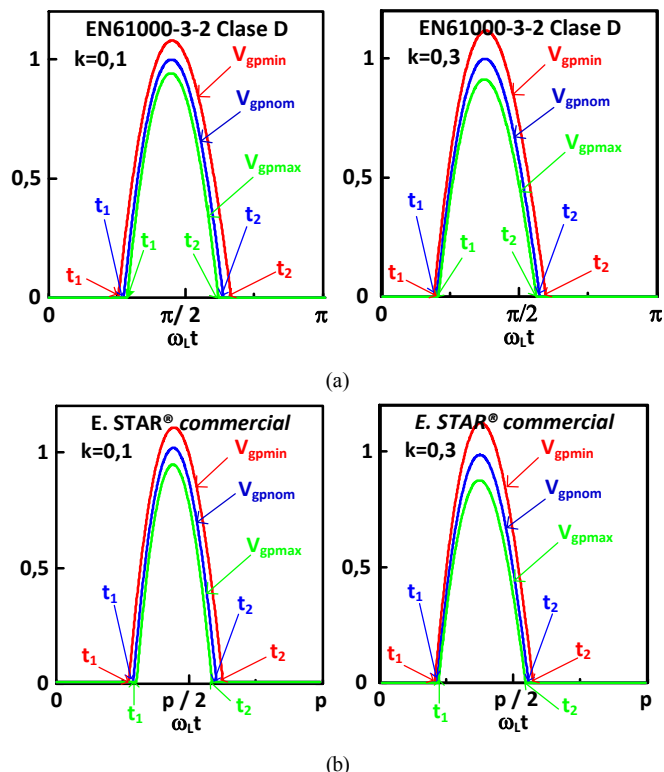 EN61000-3-2 Clase D
k=0,1
V_gpmin
V_gpnom
V_gpmax
1
0,5
0
t_1
t_1
t_1
t_2
t_2
t_2
0
π/ 2
π
ω_Lt
EN61000-3-2 Clase D
k=0,3
V_gpmin
V_gpnom
V_gpmax
1
0,5
0
t_1
t_1
t_1
t_2
t_2
t_2
0
π/2
π
ω_Lt
(a)
E. STAR® commercial
k=0,1
V_gpmin
V_gpnom
V_gpmax
1
0,5
0
t_1
t_2
t_1
t_2
t_1
t_2
0
p / 2
p
ω_Lt
E. STAR® commercial
k=0,3
V_gpmin
V_gpnom
V_gpmax
1
0,5
0
t_1
t_2
t_1
t_2
t_1
t_2
0
p / 2
p
ω_Lt
(b)